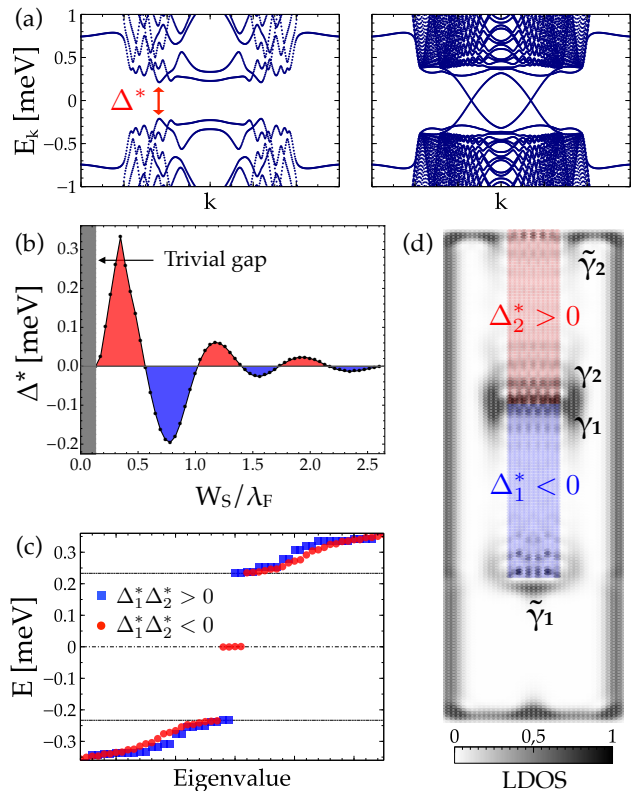 (a)
E_k [meV]
1
0.5
0
−0.5
−1
Δ*
k
k
(b)
Δ* [meV]
0.3
0.2
0.1
0.0
−0.1
−0.2
Trivial gap
0.0 0.5 1.0 1.5 2.0 2.5
W_S/λ_F
(c)
E [meV]
0.3
0.2
0.1
0
−0.1
−0.2
−0.3
Δ₁*Δ₂* > 0
Δ₁*Δ₂* < 0
Eigenvalue
(d)
γ̃₂
Δ₂* > 0
γ₂
γ₁
Δ₁* < 0
γ̃₁
0 0,5 1
LDOS